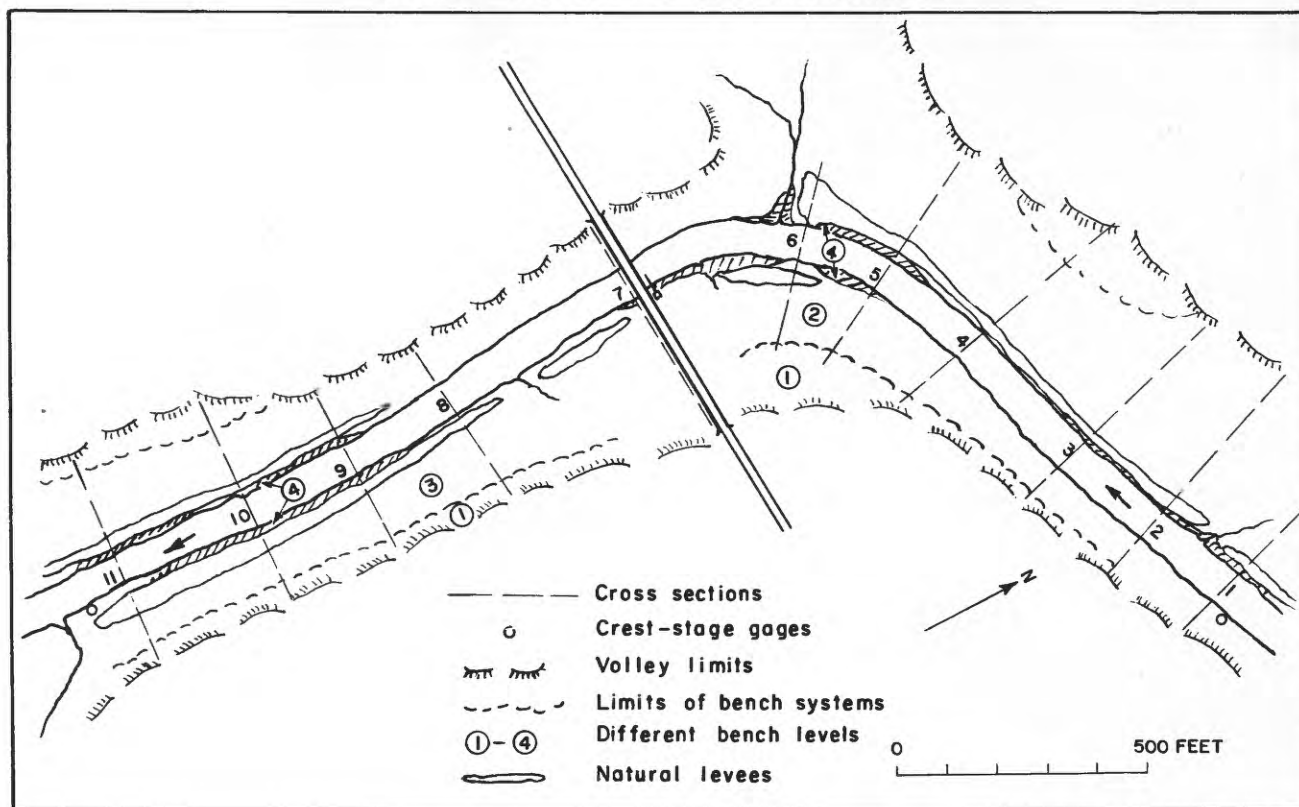 6
4
5
7
2
4
1
8
3
9
3
4
1
10
2
11
1
N
Cross sections
Crest-stage gages
Volley limits
Limits of bench systems
①-④ Different bench levels
Natural levees
0 500 FEET